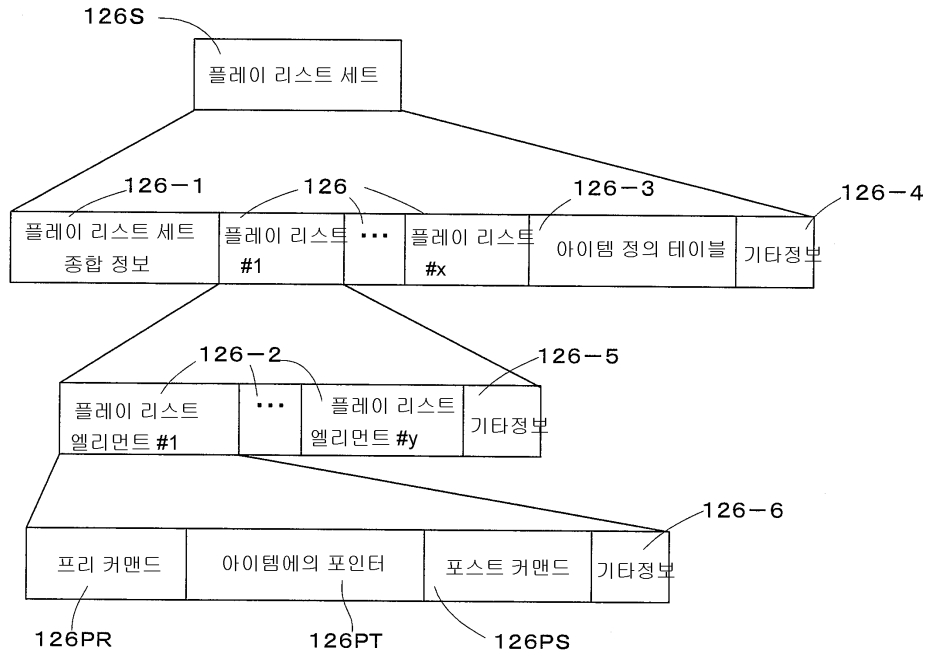 126S
플레이 리스트 세트
126-1
126
126-3
126-4
플레이 리스트 세트
종합 정보
플레이 리스트
#1
...
플레이 리스트
#x
아이템 정의 테이블
기타정보
126-2
126-5
플레이 리스트
엘리먼트 #1
...
플레이 리스트
엘리먼트 #y
기타정보
126-6
프리 커맨드
아이템에의 포인터
포스트 커맨드
기타정보
126PR
126PT
126PS